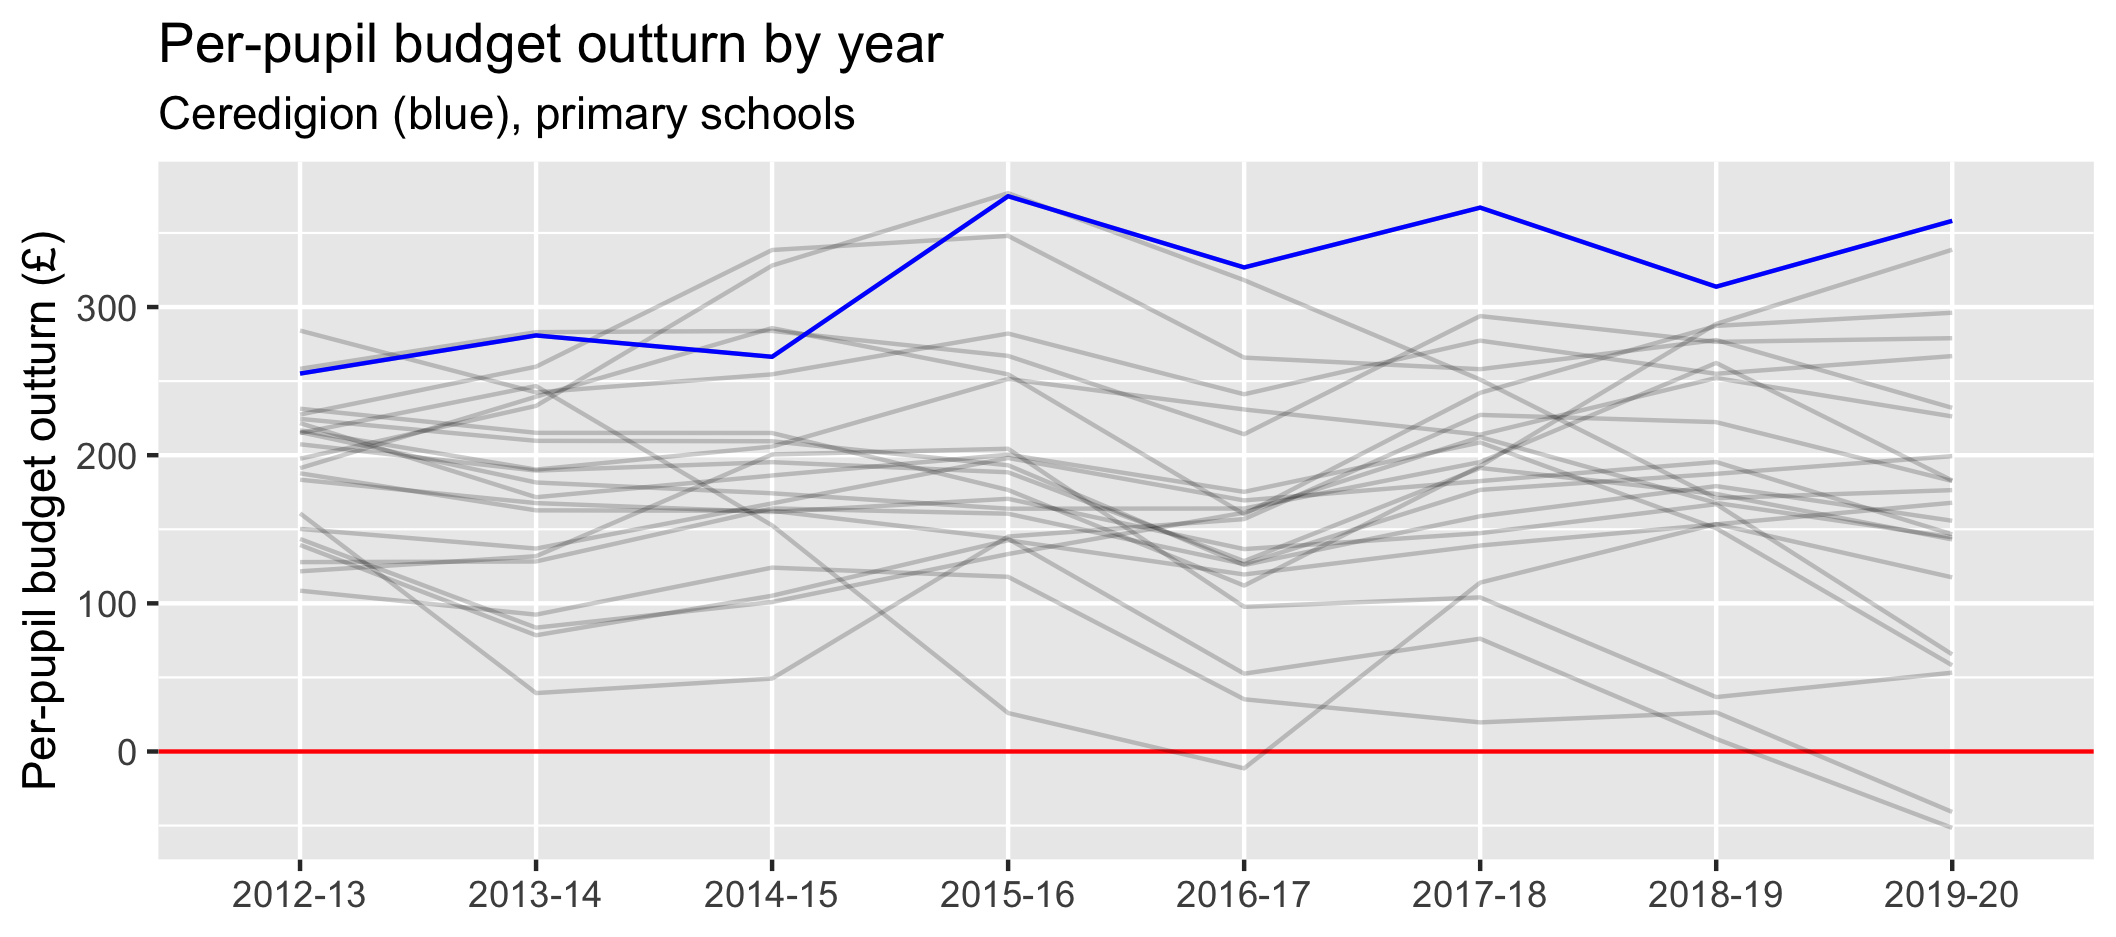 Per-pupil budget outturn by year
Ceredigion (blue), primary schools
Per-pupil budget outturn (£)
300
200
100
0
2012-13 2013-14 2014-15 2015-16 2016-17 2017-18 2018-19 2019-20